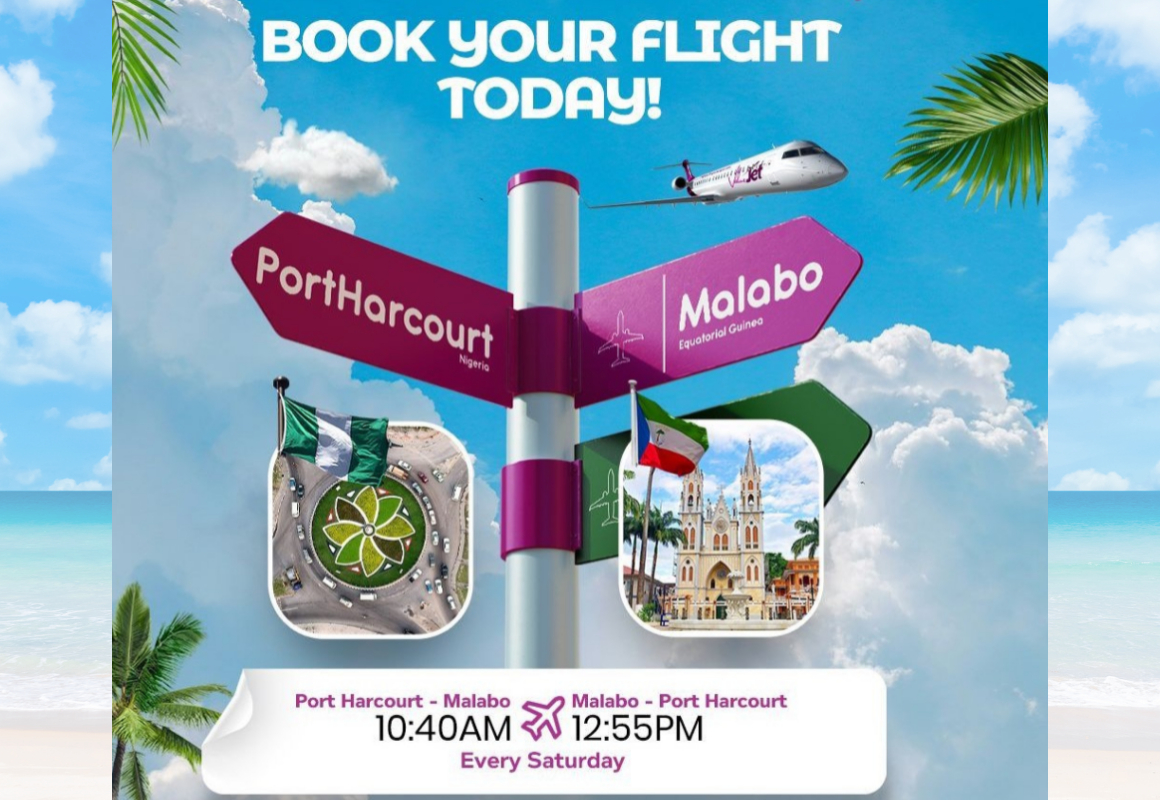 BOOK YOUR FLIGHT
TODAY!
Jet
PortHarcourt
Nigeria
Malabo
Equatorial Guinea
Port Harcourt - Malabo
10:40AM
Malabo - Port Harcourt
12:55PM
Every Saturday